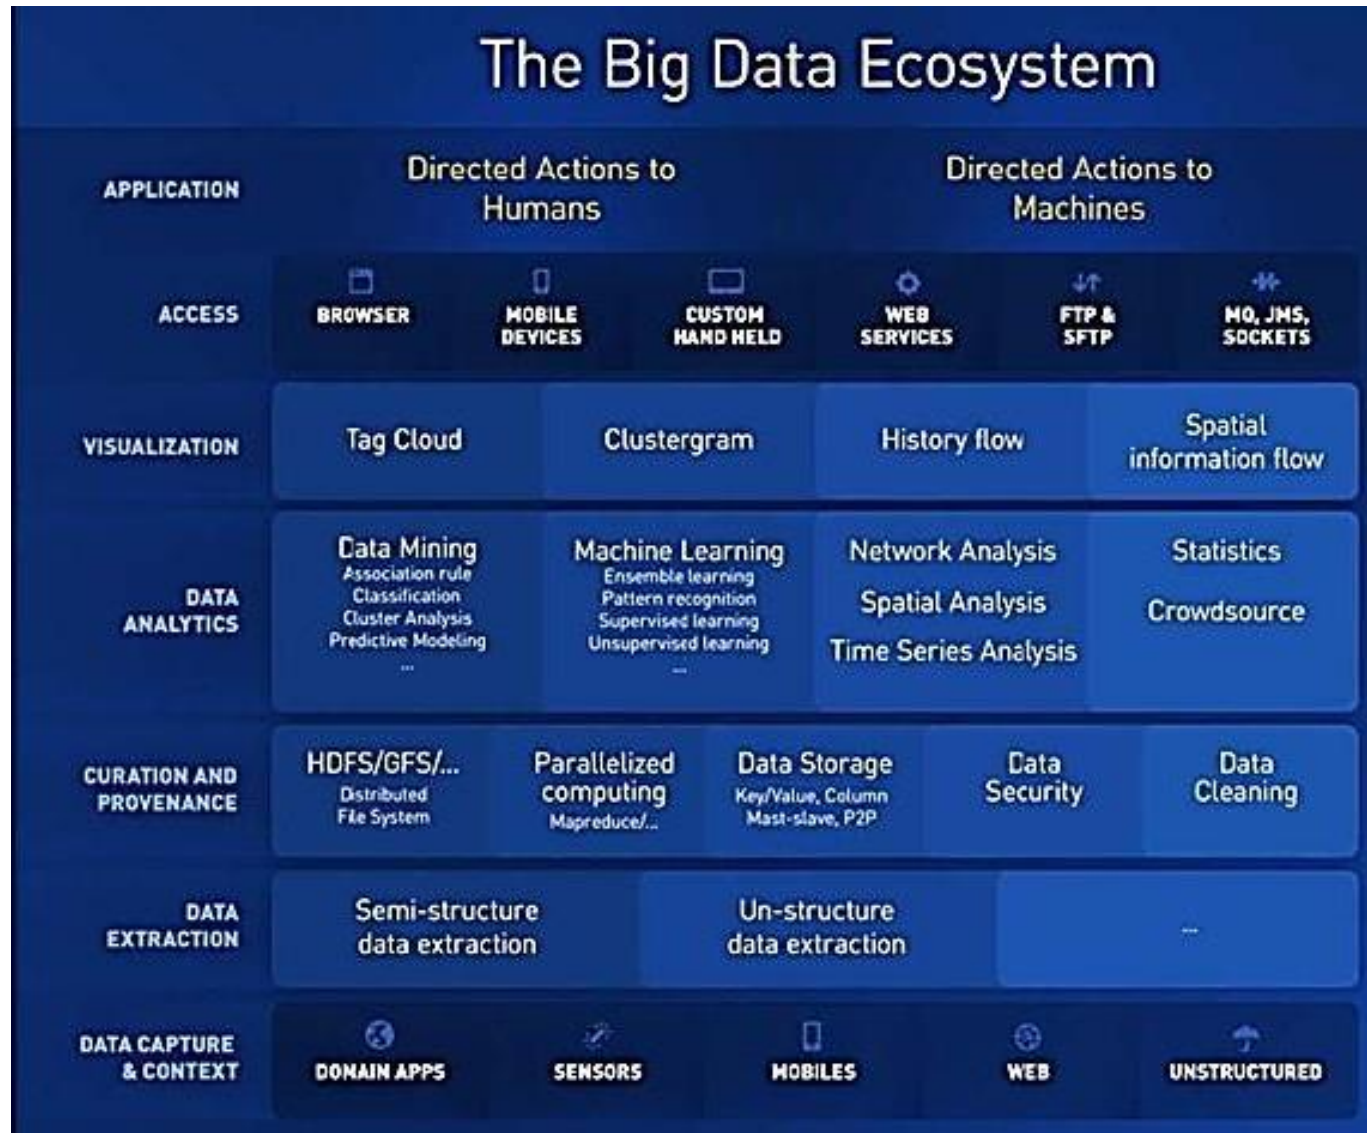 The Big Data Ecosystem
APPLICATION
Directed Actions to
Humans
Directed Actions to
Machines
ACCESS
BROWSER
MOBILE
DEVICES
CUSTOM
HAND HELD
WEB
SERVICES
FTP &
SFTP
MQ, JMS,
SOCKETS
VISUALIZATION
Tag Cloud
Clustergram
History flow
Spatial
information flow
DATA
ANALYTICS
Data Mining
Association rule
Classification
Cluster Analysis
Predictive Modeling
...
Machine Learning
Ensemble learning
Pattern recognition
Supervised learning
Unsupervised learning
...
Network Analysis
Spatial Analysis
Time Series Analysis
Statistics
Crowdsource
CURATION AND
PROVENANCE
HDFS/GFS/...
Distributed
File System
Parallelized
computing
Mapreduce/...
Data Storage
Key/Value, Column
Mast-slave, P2P
Data
Security
Data
Cleaning
DATA
EXTRACTION
Semi-structure
data extraction
Un-structure
data extraction
...
DATA CAPTURE
& CONTEXT
DOMAIN APPS
SENSORS
MOBILES
WEB
UNSTRUCTURED